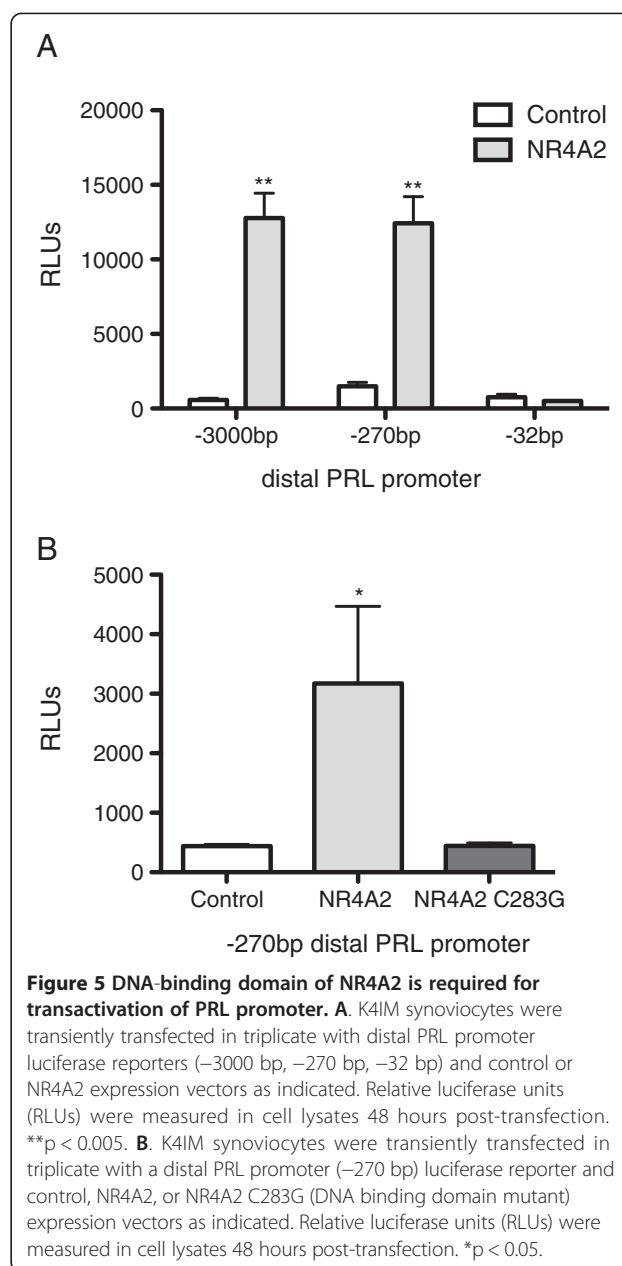 A
20000
15000
10000
5000
0
RLUs
Control
NR4A2
**
**
-3000bp
-270bp
-32bp
distal PRL promoter
B
5000
4000
3000
2000
1000
0
RLUs
*
Control
NR4A2
NR4A2 C283G
-270bp distal PRL promoter
Figure 5 DNA-binding domain of NR4A2 is required for
transactivation of PRL promoter. A. K4IM synoviocytes were
transiently transfected in triplicate with distal PRL promoter
luciferase reporters (−3000 bp, −270 bp, −32 bp) and control or
NR4A2 expression vectors as indicated. Relative luciferase units
(RLUs) were measured in cell lysates 48 hours post-transfection.
**p < 0.005. B. K4IM synoviocytes were transiently transfected in
triplicate with a distal PRL promoter (−270 bp) luciferase reporter and
control, NR4A2, or NR4A2 C283G (DNA binding domain mutant)
expression vectors as indicated. Relative luciferase units (RLUs) were
measured in cell lysates 48 hours post-transfection. *p < 0.05.